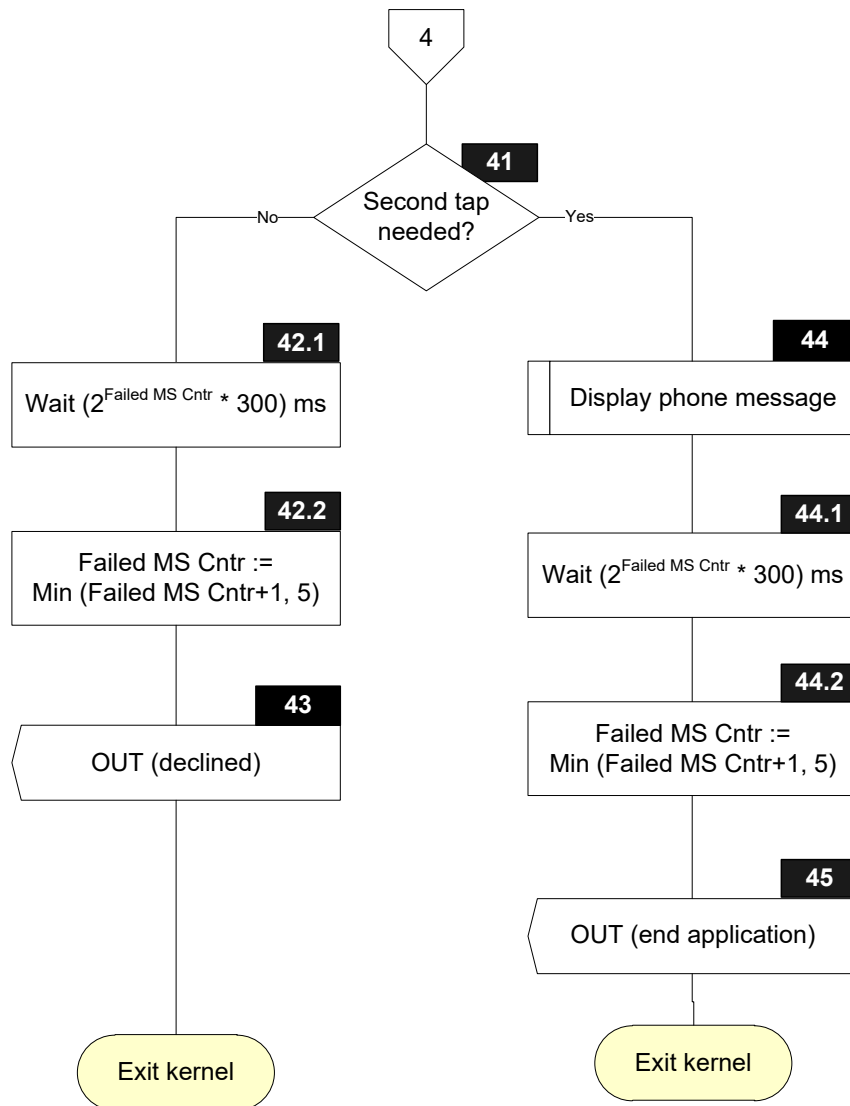 4
41
Second tap
needed?
No
Yes
42.1
Wait (2^Failed MS Cntr * 300) ms
42.2
Failed MS Cntr :=
Min (Failed MS Cntr+1, 5)
43
OUT (declined)
Exit kernel
44
Display phone message
44.1
Wait (2^Failed MS Cntr * 300) ms
44.2
Failed MS Cntr :=
Min (Failed MS Cntr+1, 5)
45
OUT (end application)
Exit kernel